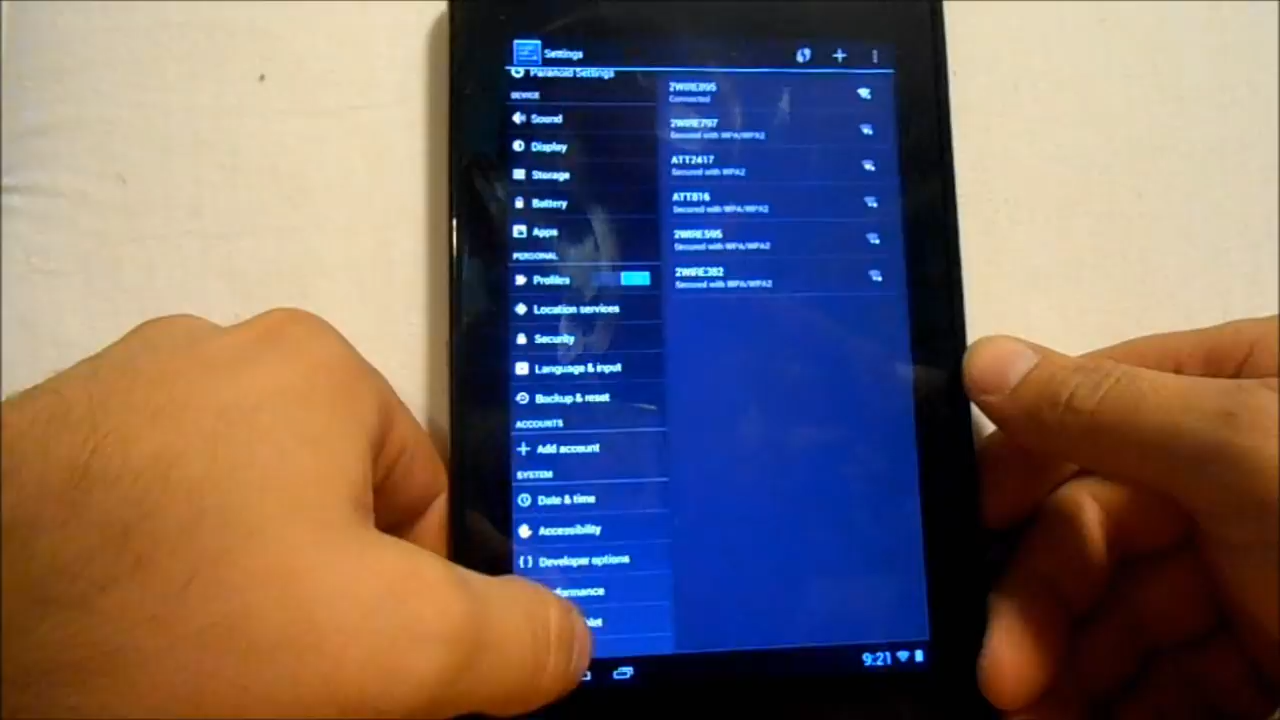 Settings
Paranoid Settings
DEVICE
Sound
Display
Storage
Battery
Apps
PERSONAL
Profiles
Location services
Security
Language & input
Backup & reset
ACCOUNTS
Add account
SYSTEM
Date & time
Accessibility
{ } Developer options
formance
let
2WIRE895
Connected
2WIRE797
Secured with WPA/WPA2
ATT2417
Secured with WPA2
ATT816
Secured with WPA/WPA2
2WIRE595
Secured with WPA/WPA2
2WIRE382
Secured with WPA/WPA2
9:21